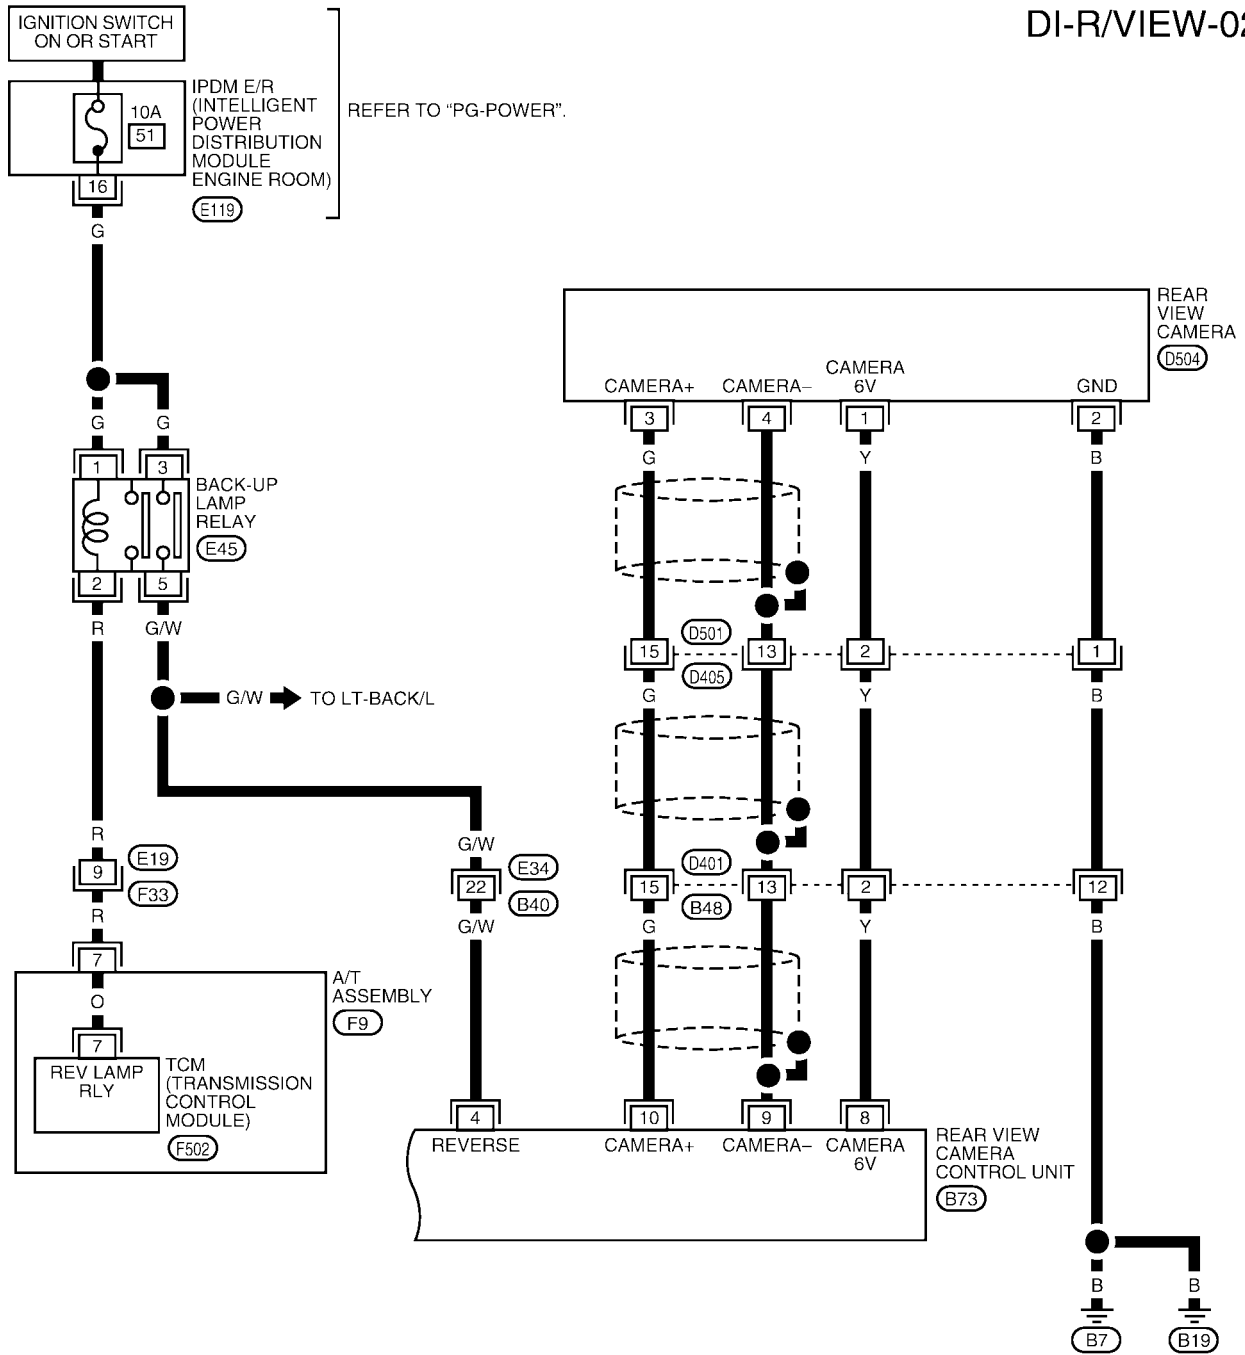 DI-R/VIEW-02
IGNITION SWITCH
ON OR START
IPDM E/R
(INTELLIGENT
POWER
DISTRIBUTION
MODULE
ENGINE ROOM)
E119
10A
51
16
REFER TO “PG-POWER”.
G
G
G
1
3
BACK-UP
LAMP
RELAY
E45
2
5
R
G/W
G/W
TO LT-BACK/L
R
9
E19
F33
R
7
A/T
ASSEMBLY
F9
O
7
REV LAMP
RLY
TCM
(TRANSMISSION
CONTROL
MODULE)
F502
G/W
22
E34
B40
G/W
REAR
VIEW
CAMERA
D504
CAMERA+
CAMERA–
CAMERA
6V
GND
3
4
1
2
G
Y
B
D501
15
13
2
1
D405
G
Y
B
D401
15
13
2
12
B48
G
Y
B
4
10
9
8
REVERSE
CAMERA+
CAMERA–
CAMERA
6V
REAR VIEW
CAMERA
CONTROL UNIT
B73
B
B
B7
B19